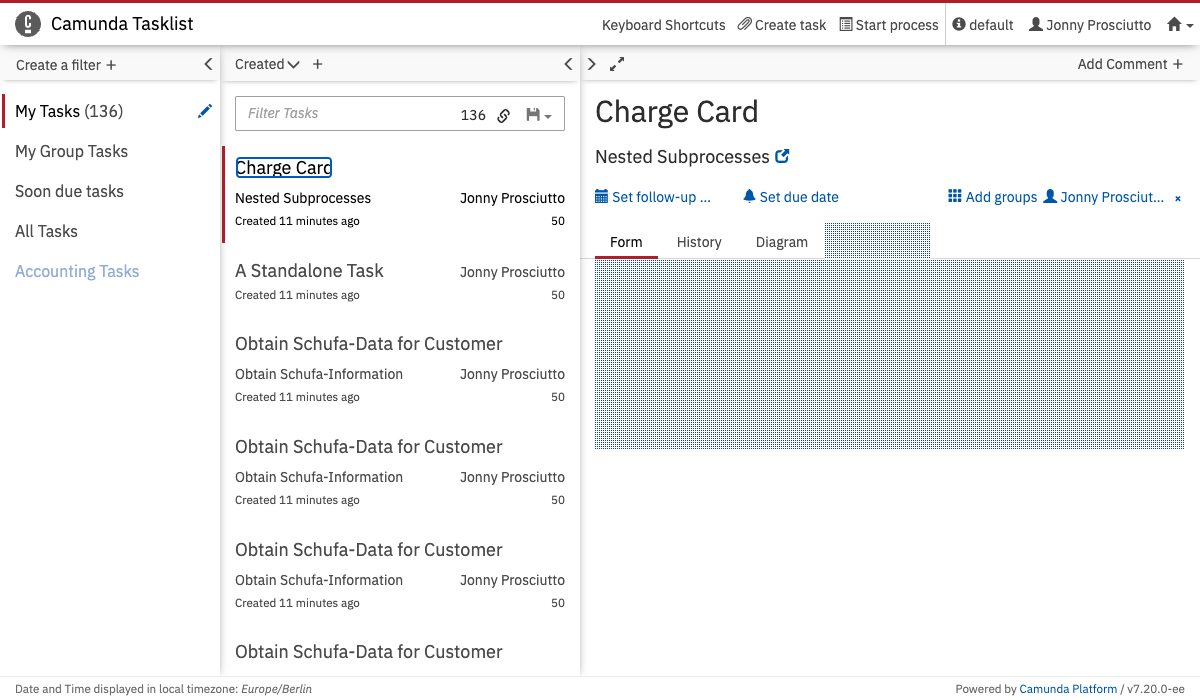 Camunda Tasklist
Keyboard Shortcuts Create task Start process default Jonny Prosciutto
Create a filter +
My Tasks (136)
My Group Tasks
Soon due tasks
All Tasks
Accounting Tasks
Created +
Filter Tasks 136
Charge Card
Nested Subprocesses Jonny Prosciutto
Created 11 minutes ago 50
A Standalone Task Jonny Prosciutto
Created 11 minutes ago 50
Obtain Schufa-Data for Customer
Obtain Schufa-Information Jonny Prosciutto
Created 11 minutes ago 50
Obtain Schufa-Data for Customer
Obtain Schufa-Information Jonny Prosciutto
Created 11 minutes ago 50
Obtain Schufa-Data for Customer
Obtain Schufa-Information Jonny Prosciutto
Created 11 minutes ago 50
Obtain Schufa-Data for Customer
Add Comment +
Charge Card
Nested Subprocesses
Set follow-up ... Set due date Add groups Jonny Prosciut... ×
Form History Diagram
Date and Time displayed in local timezone: Europe/Berlin
Powered by Camunda Platform / v7.20.0-ee